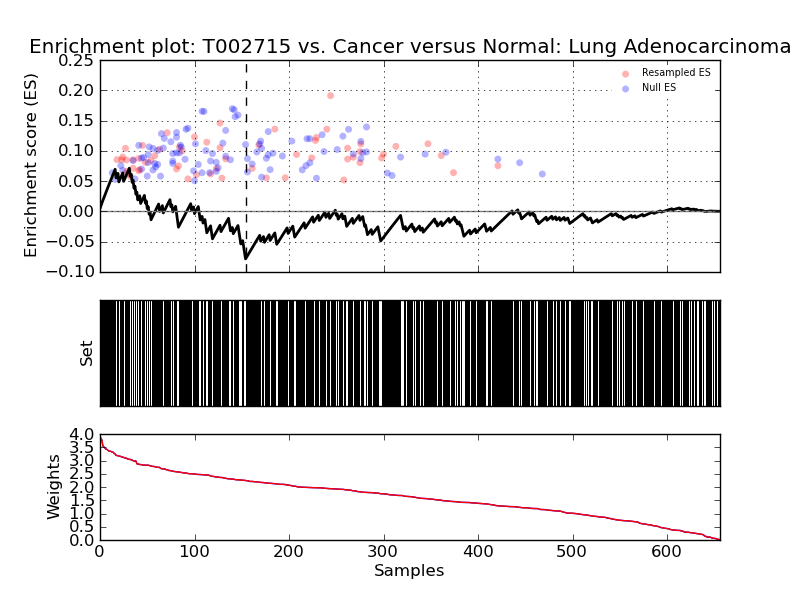 Enrichment plot: T002715 vs. Cancer versus Normal: Lung Adenocarcinoma
0.25
0.20
0.15
0.10
0.05
0.00
−0.05
−0.10
Enrichment score (ES)
Resampled ES
Null ES
Set
4.0
3.5
3.0
2.5
2.0
1.5
1.0
0.5
0.0
Weights
0 100 200 300 400 500 600
Samples